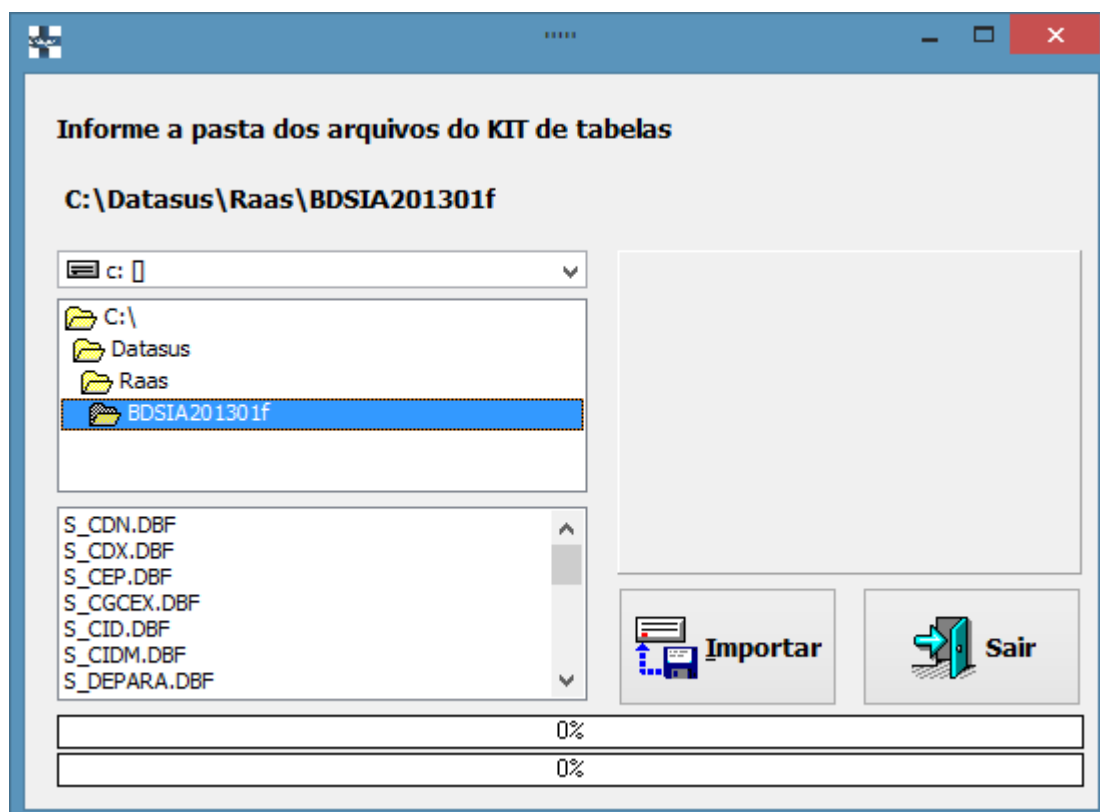 Informe a pasta dos arquivos do KIT de tabelas
C:\Datasus\Raas\BDSIA201301f
c: []
C:\
Datasus
Raas
BDSIA201301f
S_CDN.DBF
S_CDX.DBF
S_CEP.DBF
S_CGCEX.DBF
S_CID.DBF
S_CIDM.DBF
S_DEPARA.DBF
Importar
Sair
0%
0%